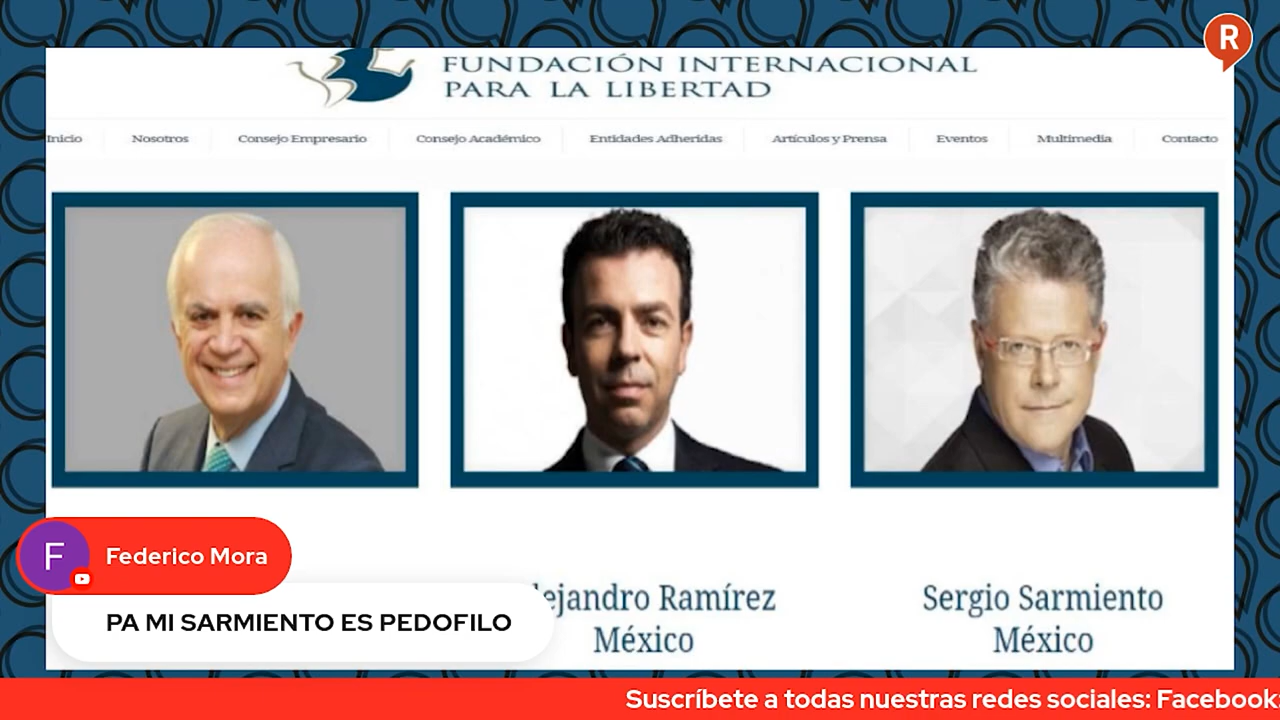 R
FUNDACIÓN INTERNACIONAL
PARA LA LIBERTAD
Inicio
Nosotros
Consejo Empresario
Consejo Académico
Entidades Adheridas
Artículos y Prensa
Eventos
Multimedia
Contacto
F
Federico Mora
PA MI SARMIENTO ES PEDOFILO
lejandro Ramírez
México
Sergio Sarmiento
México
Suscríbete a todas nuestras redes sociales: Facebook: